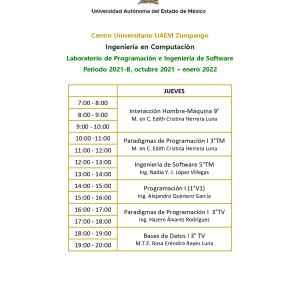 Universidad Autónoma del Estado de México
Centro Universitario UAEM Zumpango
Ingeniería en Computación
Laboratorio de Programación e Ingeniería de Software
Periodo 2021-B, octubre 2021 – enero 2022
JUEVES
7:00 - 8:00
8:00 - 9:00
9:00 - 10:00
Interacción Hombre-Máquina 9°
M. en C. Edith Cristina Herrera Luna
10:00 -11:00
11:00 - 12:00
Paradigmas de Programación I 3°TM
M. en C. Edith Cristina Herrera Luna
12:00 - 13:00
13:00 - 14:00
Ingeniería de Software 5°TM
Ing. Nadia Y. J. López Villegas
14:00 - 15:00
15:00 - 16:00
Programación I (1°V1)
Ing. Alejandro Quintero García
16:00 - 17:00
17:00 - 18:00
Paradigmas de Programación I 3°TV
Ing. Hazem Álvarez Rodríguez
18:00 - 19:00
19:00 - 20:00
Bases de Datos I 3° TV
M.T.E. Rosa Eréndira Reyes Luna